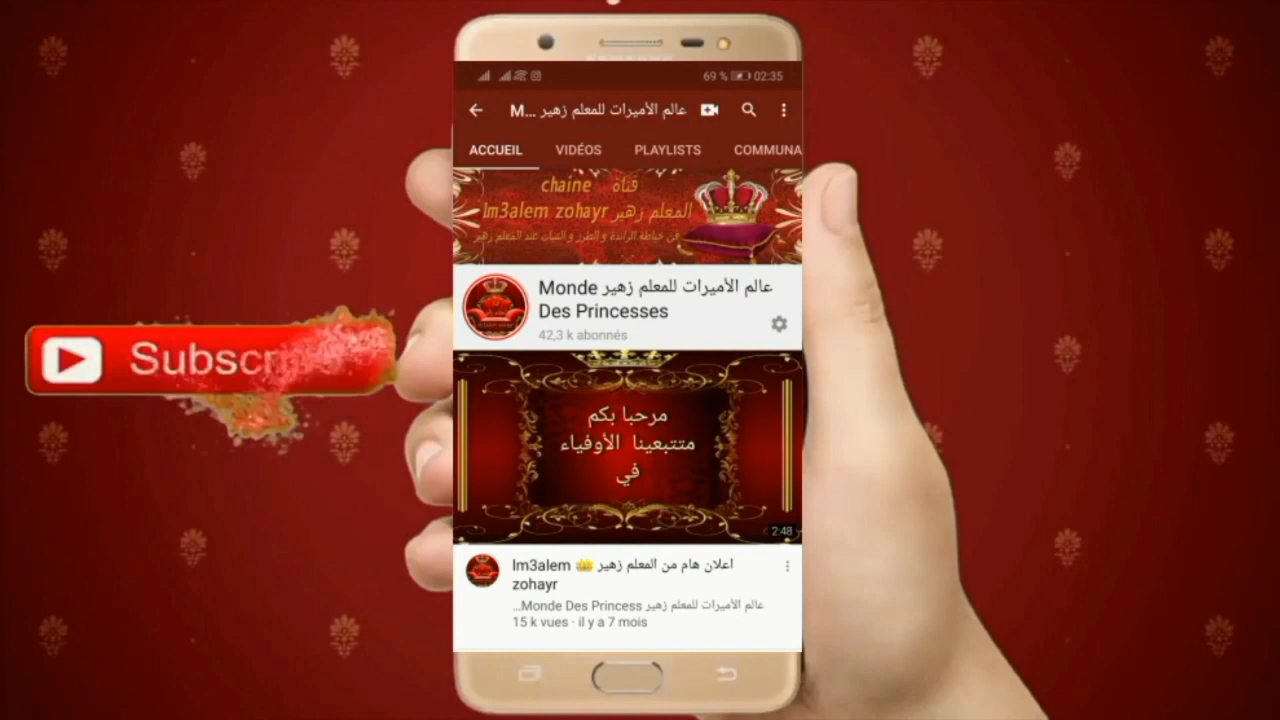 69 % 02:35
عالم الأميرات للمعلم زهير M...
ACCUEIL VIDÉOS PLAYLISTS COMMUNA
chaine قناة
lm3alem zohayr المعلم زهير
عالم الأميرات للمعلم زهير Monde
Des Princesses
42,3 k abonnés
مرحبا بكم
متتبعينا الأوفياء
في
2:48
اعلان هام من المعلم زهير 👑 lm3alem
zohayr
عالم الأميرات للمعلم زهير Monde Des Princess...
15 k vues · il y a 7 mois
Subscr